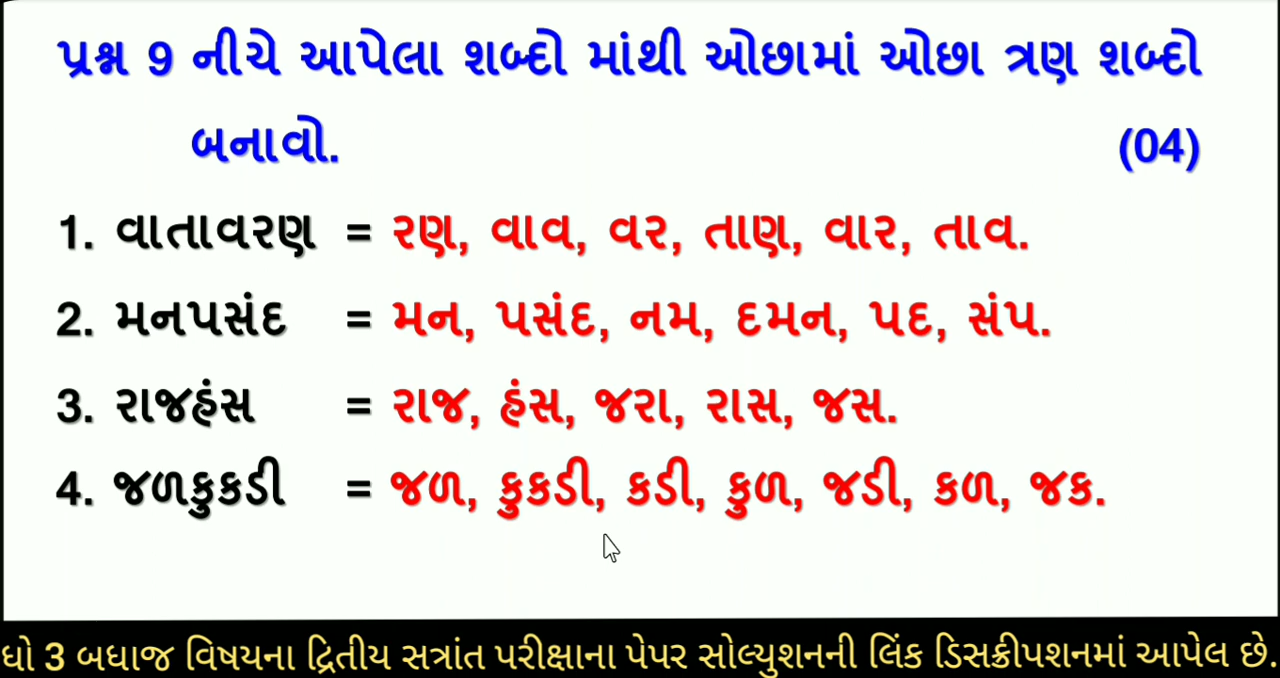 પ્રશ્ન 9 નીચે આપેલા શબ્દો માંથી ઓછામાં ઓછા ત્રણ શબ્દો
બનાવો. (04)
1. વાતાવરણ = રણ, વાવ, વર, તાણ, વાર, તાવ.
2. મનપસંદ = મન, પસંદ, નમ, દમન, પદ, સંપ.
3. રાજહંસ = રાજ, હંસ, જરા, રાસ, જસ.
4. જળકુકડી = જળ, કુકડી, કડી, કુળ, જડી, કળ, જક.
ધો 3 બધાજ વિષયના દ્રિતીય સત્રાંત પરીક્ષાના પેપર સોલ્યુશનની લિંક ડિસક્રીપશનમાં આપેલ છે.